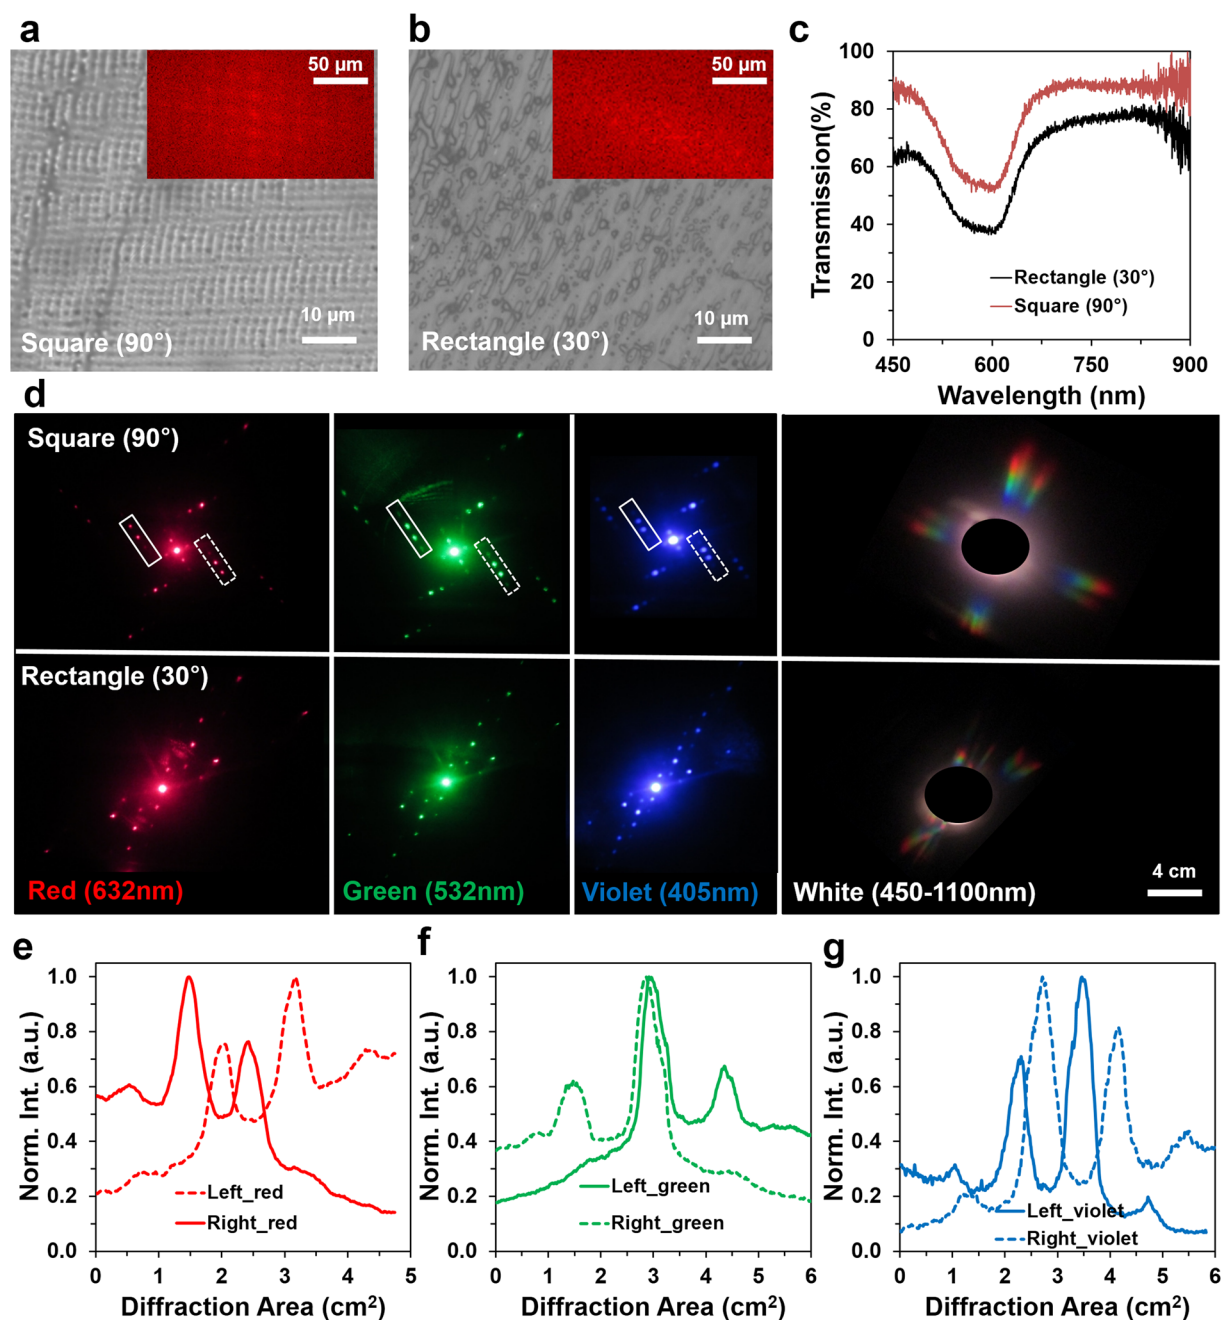 a
50 µm
10 µm
Square (90°)
b
50 µm
10 µm
Rectangle (30°)
c
100
80
60
40
20
0
Transmission(%)
Rectangle (30°)
Square (90°)
450
600
750
900
Wavelength (nm)
d
Square (90°)
Rectangle (30°)
Red (632nm)
Green (532nm)
Violet (405nm)
White (450-1100nm)
4 cm
e
1.0
0.8
0.6
0.4
0.2
0.0
Norm. Int. (a.u.)
Left_red
Right_red
0
1
2
3
4
5
Diffraction Area (cm²)
f
1.0
0.8
0.6
0.4
0.2
0.0
Norm. Int. (a.u.)
Left_green
Right_green
0
1
2
3
4
5
6
Diffraction Area (cm²)
g
1.0
0.8
0.6
0.4
0.2
0.0
Norm. Int. (a.u.)
Left_violet
Right_violet
0
1
2
3
4
5
6
Diffraction Area (cm²)